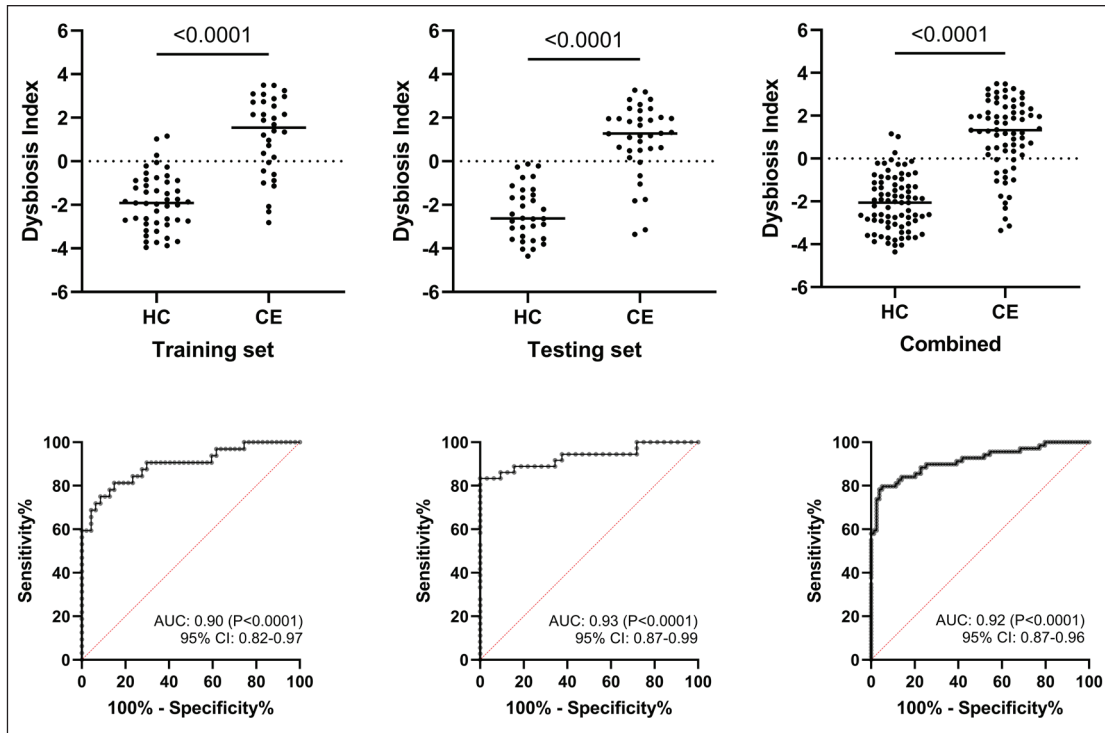 <0.0001
Dysbiosis Index
6
4
2
0
-2
-4
-6
HC CE
Training set
<0.0001
Dysbiosis Index
6
4
2
0
-2
-4
-6
HC CE
Testing set
<0.0001
Dysbiosis Index
6
4
2
0
-2
-4
-6
HC CE
Combined
Sensitivity%
100
80
60
40
20
0
AUC: 0.90 (P<0.0001)
95% CI: 0.82-0.97
0 20 40 60 80 100
100% - Specificity%
Sensitivity%
100
80
60
40
20
0
AUC: 0.93 (P<0.0001)
95% CI: 0.87-0.99
0 20 40 60 80 100
100% - Specificity%
Sensitivity%
100
80
60
40
20
0
AUC: 0.92 (P<0.0001)
95% CI: 0.87-0.96
0 20 40 60 80 100
100% - Specificity%